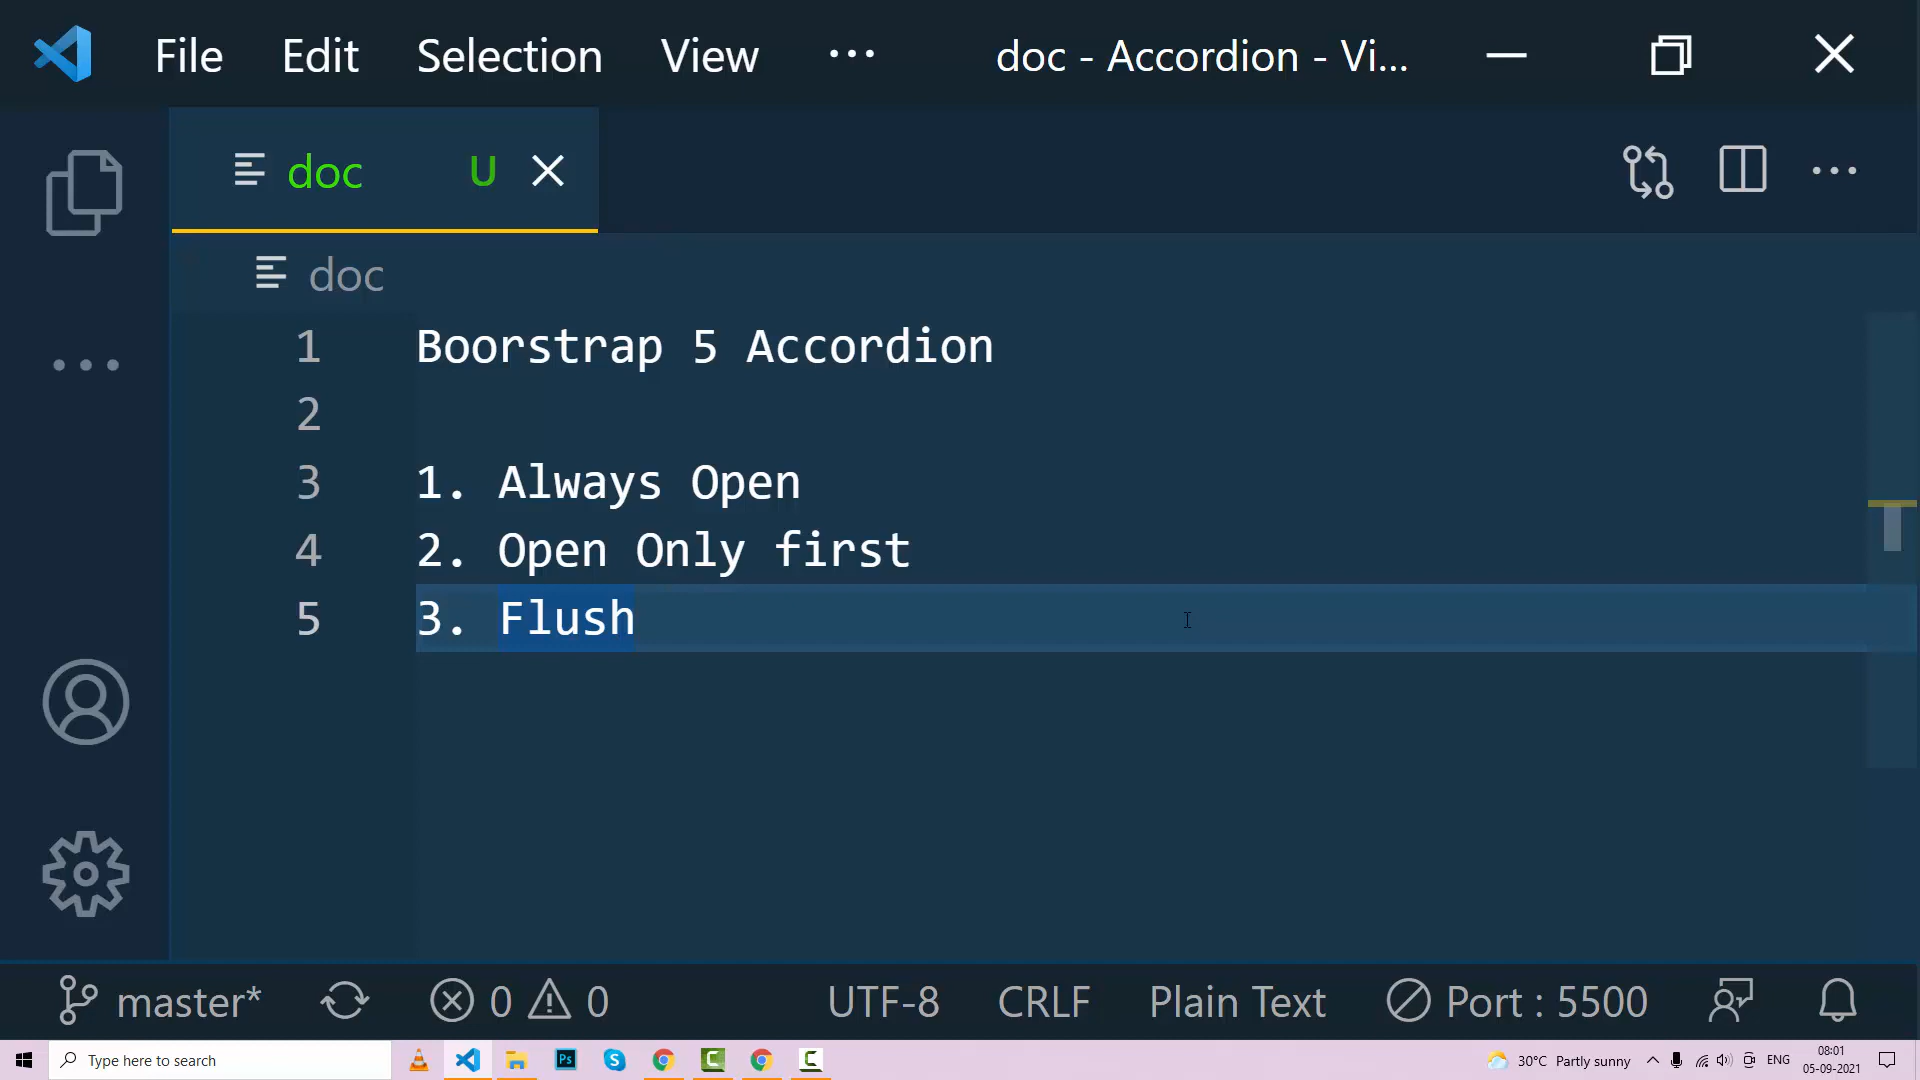 File Edit Selection View ··· doc - Accordion - Vi...
doc U
doc
1 Boorstrap 5 Accordion
2
3 1. Always Open
4 2. Open Only first
5 3. Flush
master* 0 0 UTF-8 CRLF Plain Text Port : 5500
Type here to search Ps 30°C Partly sunny ENG 08:01
05-09-2021